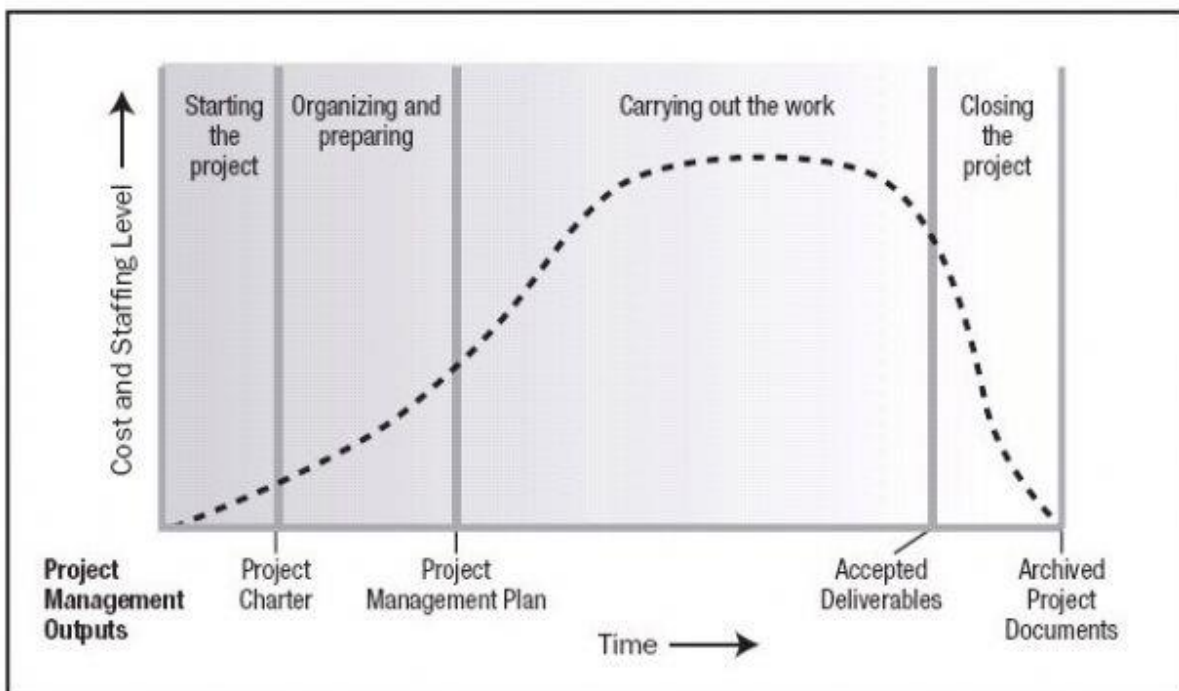 Starting
the
project
Organizing and
preparing
Carrying out the work
Closing
the
project
Cost and Staffing Level
Project
Management
Outputs
Project
Charter
Project
Management Plan
Accepted
Deliverables
Archived
Project
Documents
Time